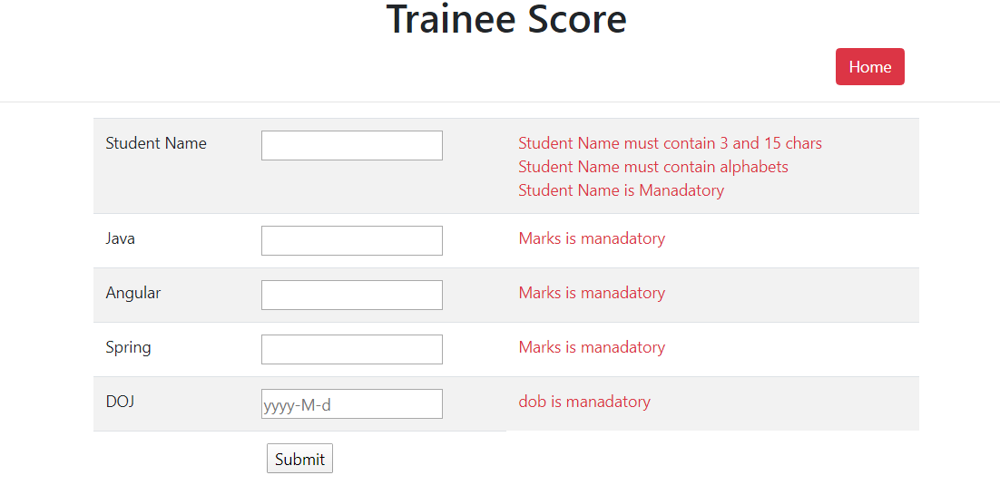 Trainee Score
Home
Student Name
Student Name must contain 3 and 15 chars
Student Name must contain alphabets
Student Name is Manadatory
Java
Marks is manadatory
Angular
Marks is manadatory
Spring
Marks is manadatory
DOJ
yyyy-M-d
dob is manadatory
Submit